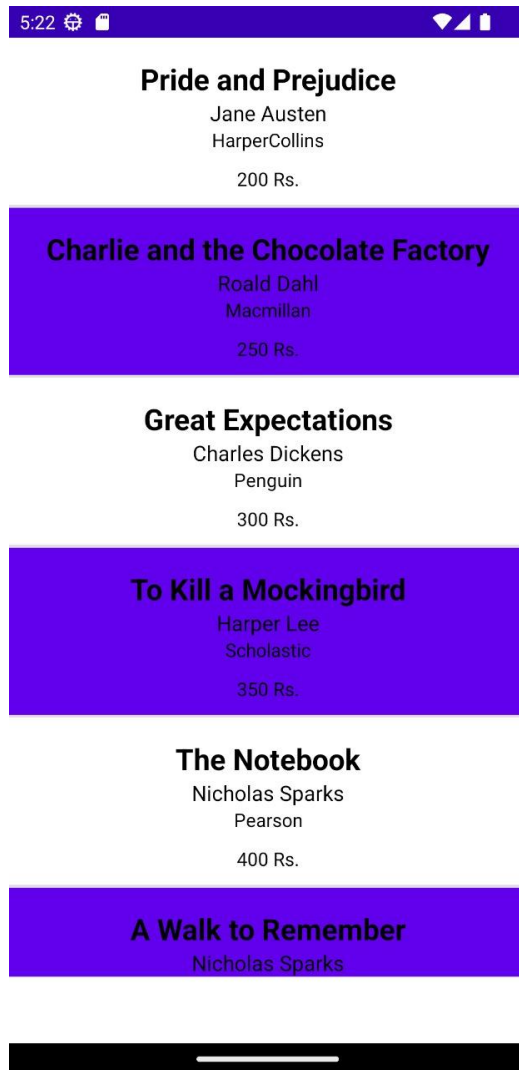 5:22
Pride and Prejudice
Jane Austen
HarperCollins
200 Rs.
Charlie and the Chocolate Factory
Roald Dahl
Macmillan
250 Rs.
Great Expectations
Charles Dickens
Penguin
300 Rs.
To Kill a Mockingbird
Harper Lee
Scholastic
350 Rs.
The Notebook
Nicholas Sparks
Pearson
400 Rs.
A Walk to Remember
Nicholas Sparks